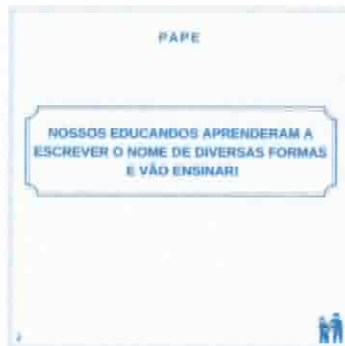 PAPE
NOSSOS EDUCANDOS APRENDERAM A
ESCREVER O NOME DE DIVERSAS FORMAS
E VÃO ENSINAR!